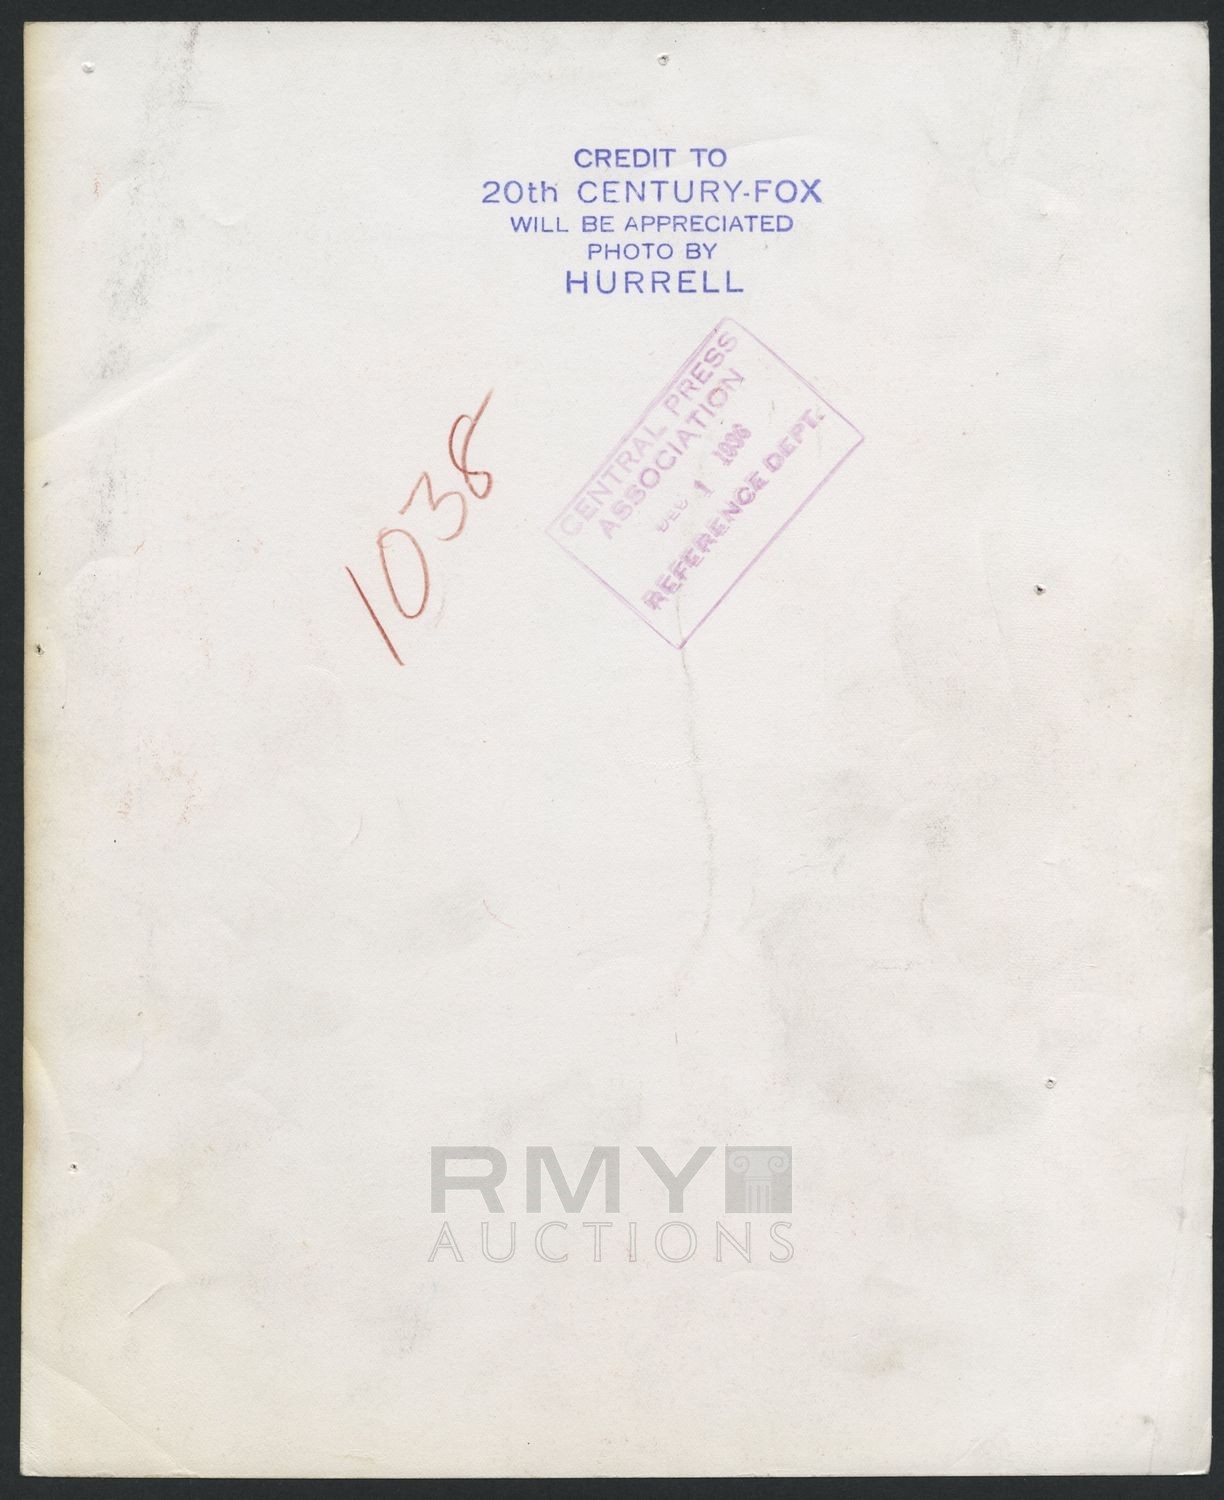 CREDIT TO
20th CENTURY-FOX
WILL BE APPRECIATED
PHOTO BY
HURRELL
CENTRAL PRESS
ASSOCIATION
DEC 1 1936
REFERENCE DEPT.
1038
RMY
AUCTIONS